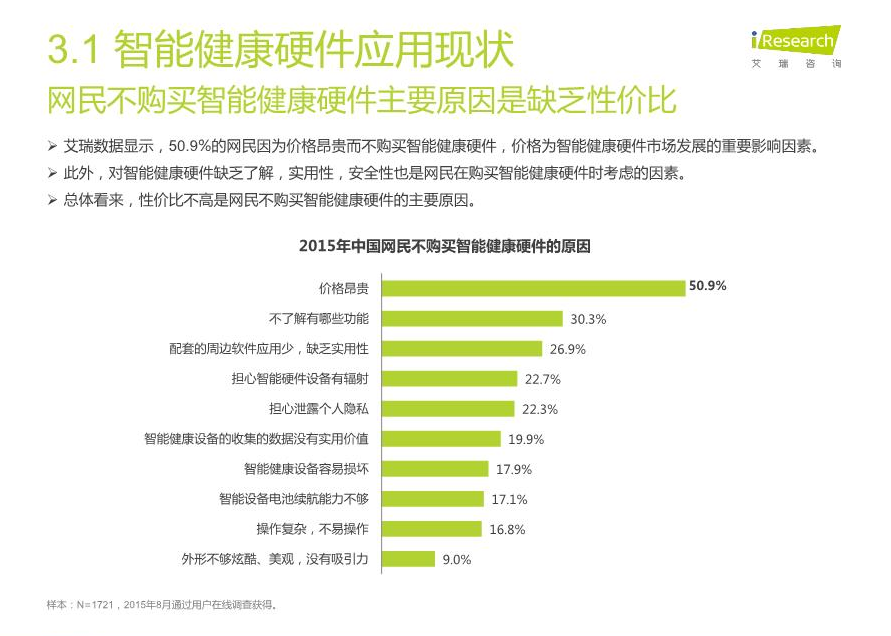 3.1 智能健康硬件应用现状
iResearch
艾 瑞 咨 询
网民不购买智能健康硬件主要原因是缺乏性价比
➢ 艾瑞数据显示，50.9%的网民因为价格昂贵而不购买智能健康硬件，价格为智能健康硬件市场发展的重要影响因素。
➢ 此外，对智能健康硬件缺乏了解，实用性，安全性也是网民在购买智能健康硬件时考虑的因素。
➢ 总体看来，性价比不高是网民不购买智能健康硬件的主要原因。
2015年中国网民不购买智能健康硬件的原因
价格昂贵 50.9%
不了解有哪些功能 30.3%
配套的周边软件应用少，缺乏实用性 26.9%
担心智能硬件设备有辐射 22.7%
担心泄露个人隐私 22.3%
智能健康设备的收集的数据没有实用价值 19.9%
智能健康设备容易损坏 17.9%
智能设备电池续航能力不够 17.1%
操作复杂，不易操作 16.8%
外形不够炫酷、美观，没有吸引力 9.0%
样本：N=1721，2015年8月通过用户在线调查获得。